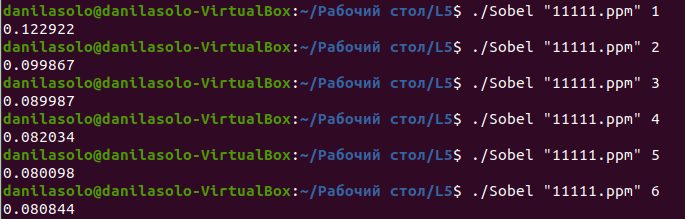 danilasolo@danilasolo-VirtualBox:~/Рабочий стол/L5$ ./Sobel "11111.ppm" 1
0.122922
danilasolo@danilasolo-VirtualBox:~/Рабочий стол/L5$ ./Sobel "11111.ppm" 2
0.099867
danilasolo@danilasolo-VirtualBox:~/Рабочий стол/L5$ ./Sobel "11111.ppm" 3
0.089987
danilasolo@danilasolo-VirtualBox:~/Рабочий стол/L5$ ./Sobel "11111.ppm" 4
0.082034
danilasolo@danilasolo-VirtualBox:~/Рабочий стол/L5$ ./Sobel "11111.ppm" 5
0.080098
danilasolo@danilasolo-VirtualBox:~/Рабочий стол/L5$ ./Sobel "11111.ppm" 6
0.080844